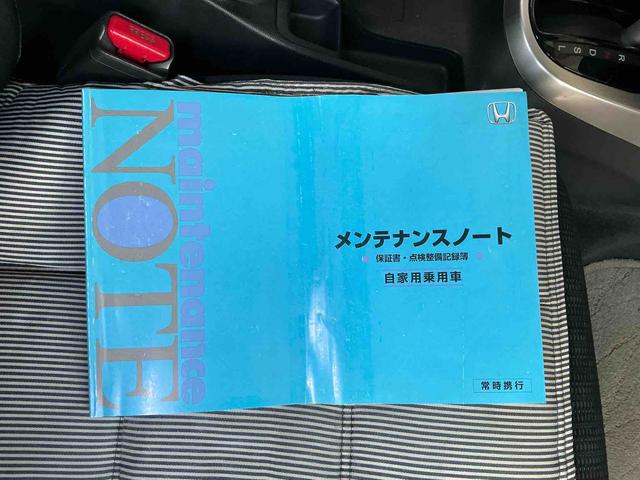 PRESS
R D S L
maintenance
NOTE
メンテナンスノート
保証書・点検整備記録簿
自家用乗用車
常時携行